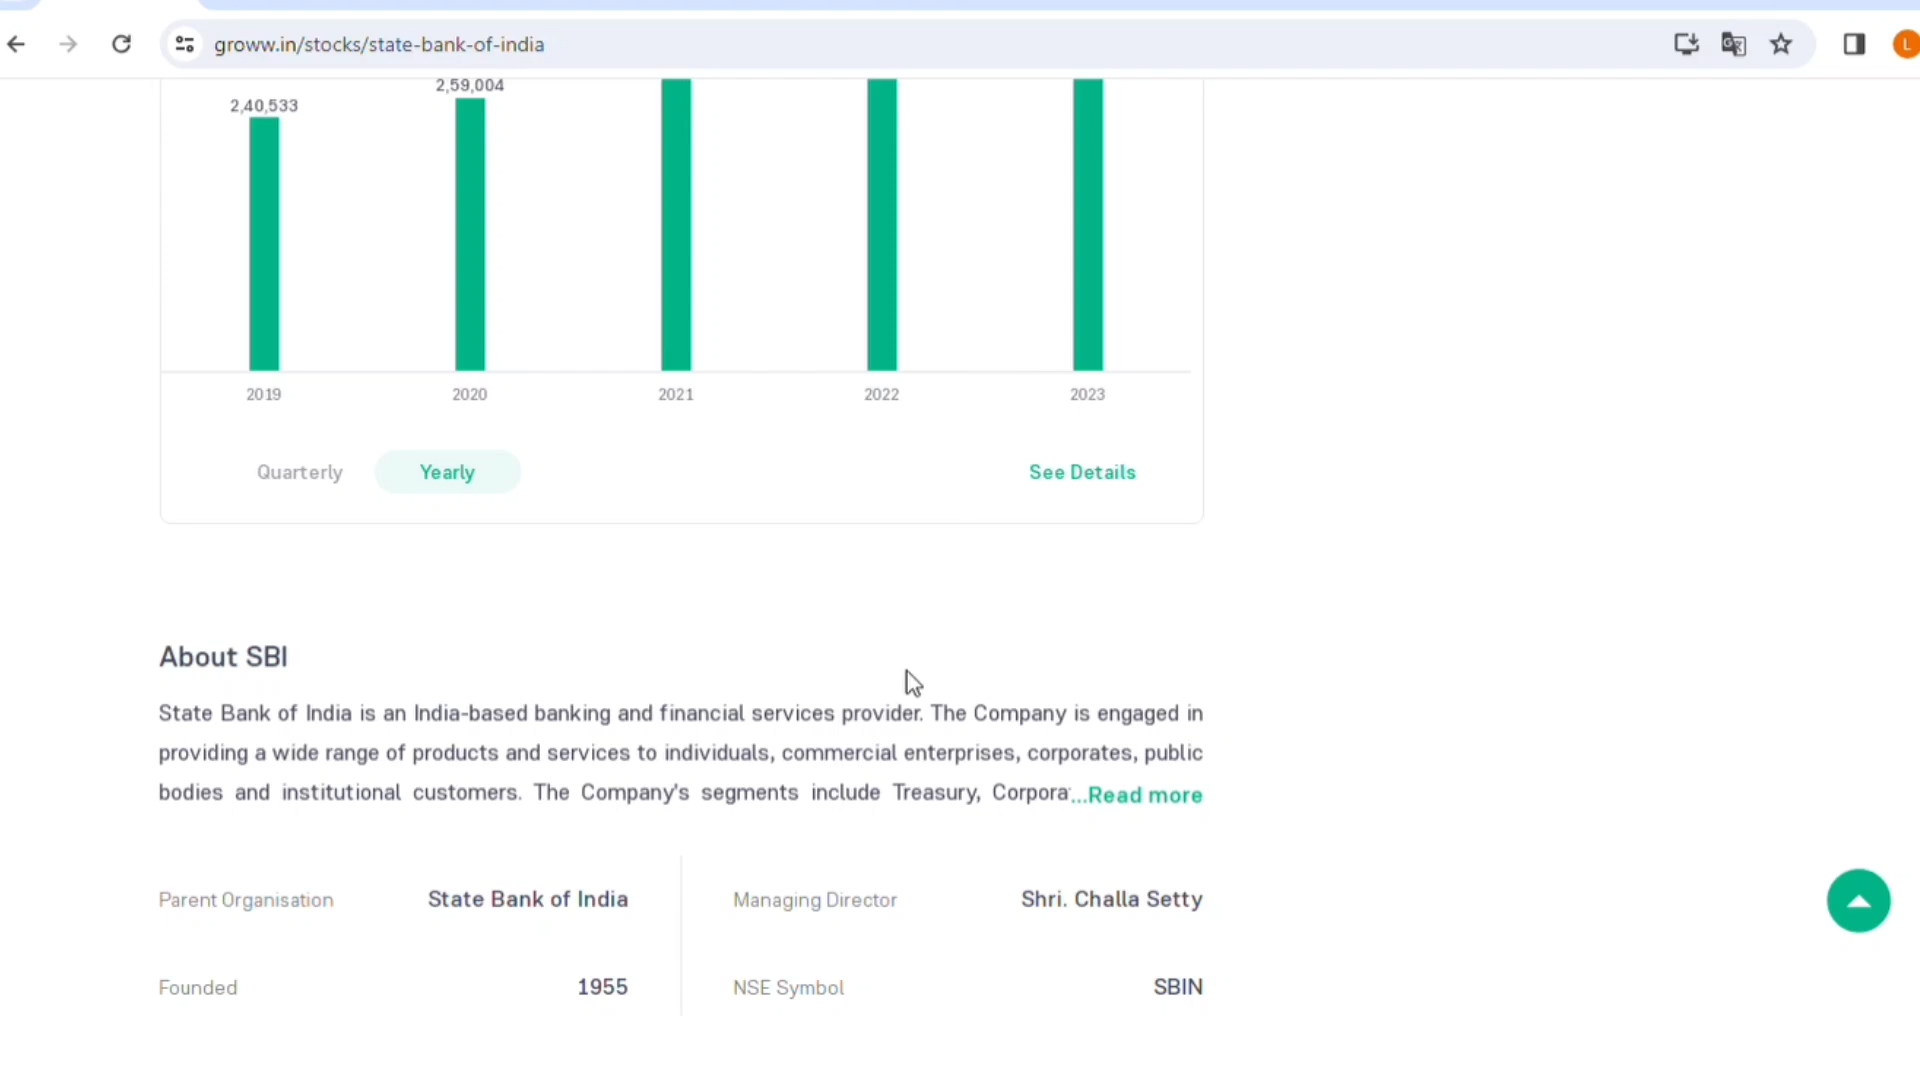 groww.in/stocks/state-bank-of-india
L
2,40,533
2,59,004
2019 2020 2021 2022 2023
Quarterly Yearly See Details
About SBI
State Bank of India is an India-based banking and financial services provider. The Company is engaged in
providing a wide range of products and services to individuals, commercial enterprises, corporates, public
bodies and institutional customers. The Company's segments include Treasury, Corpora ...Read more
Parent Organisation State Bank of India Managing Director Shri. Challa Setty
Founded 1955 NSE Symbol SBIN